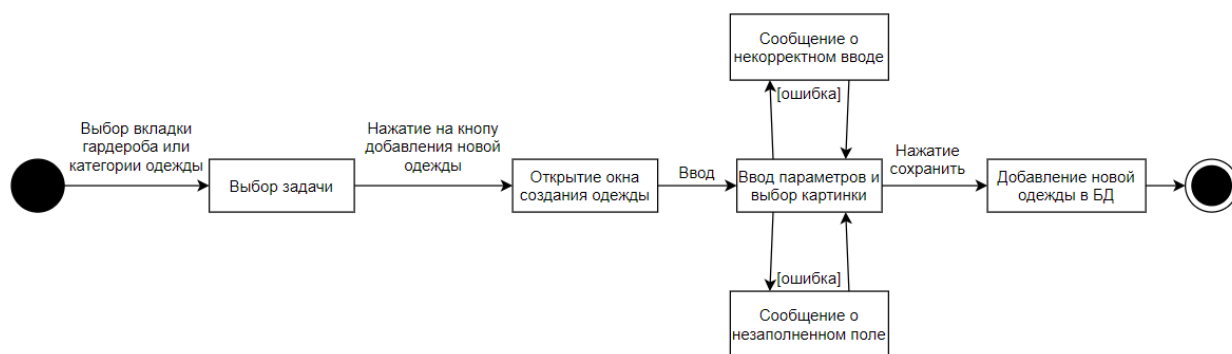 Сообщение о
некорректном вводе
[ошибка]
Выбор вкладки
гардероба или
категории одежды
Выбор задачи
Нажатие на кнопу
добавления новой
одежды
Открытие окна
создания одежды
Ввод
Ввод параметров и
выбор картинки
Нажатие
сохранить
Добавление новой
одежды в БД
[ошибка]
Сообщение о
незаполненном поле